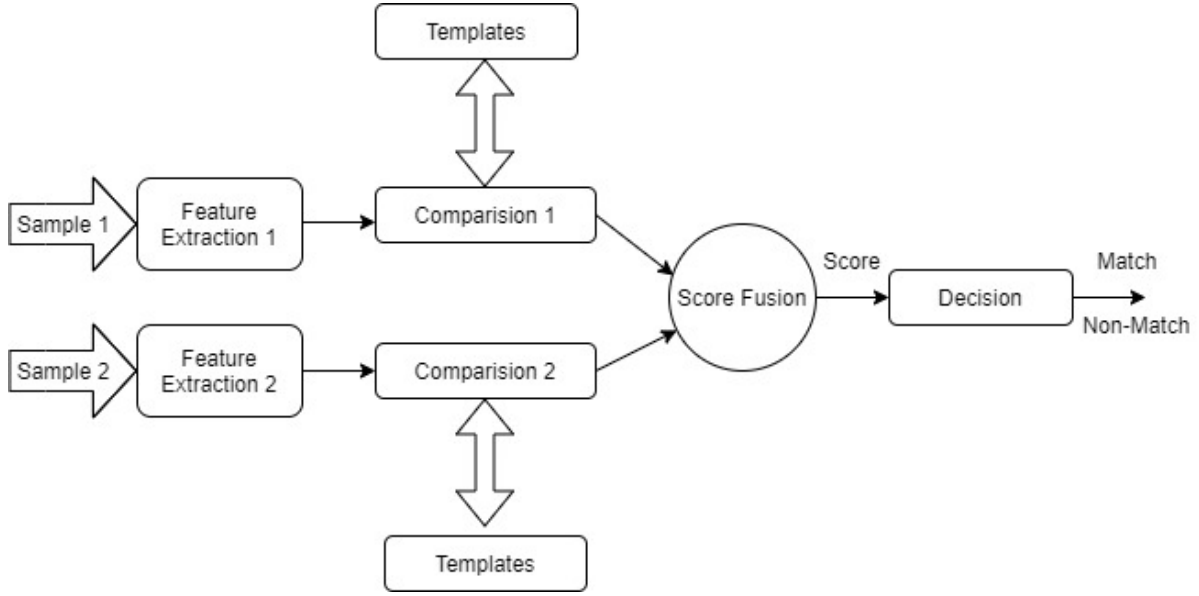 Templates
Sample 1
Feature
Extraction 1
Comparision 1
Score Fusion
Score
Decision
Match
Non-Match
Sample 2
Feature
Extraction 2
Comparision 2
Templates